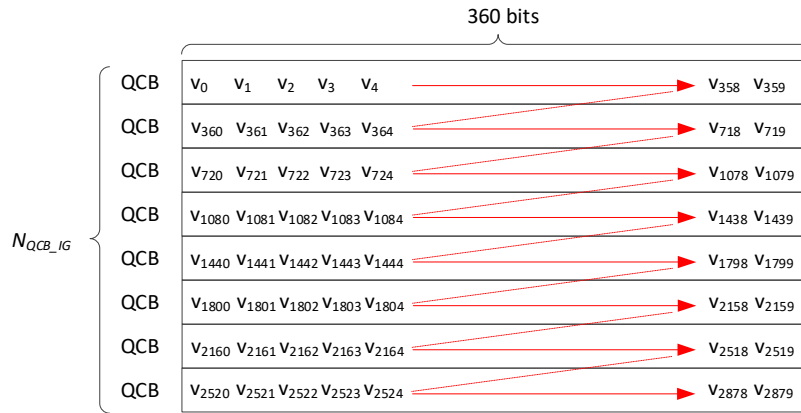 360 bits
QCB v0 v1 v2 v3 v4 v358 v359
QCB v360 v361 v362 v363 v364 v718 v719
QCB v720 v721 v722 v723 v724 v1078 v1079
QCB v1080 v1081 v1082 v1083 v1084 v1438 v1439
NQCB_IG
QCB v1440 v1441 v1442 v1443 v1444 v1798 v1799
QCB v1800 v1801 v1802 v1803 v1804 v2158 v2159
QCB v2160 v2161 v2162 v2163 v2164 v2518 v2519
QCB v2520 v2521 v2522 v2523 v2524 v2878 v2879